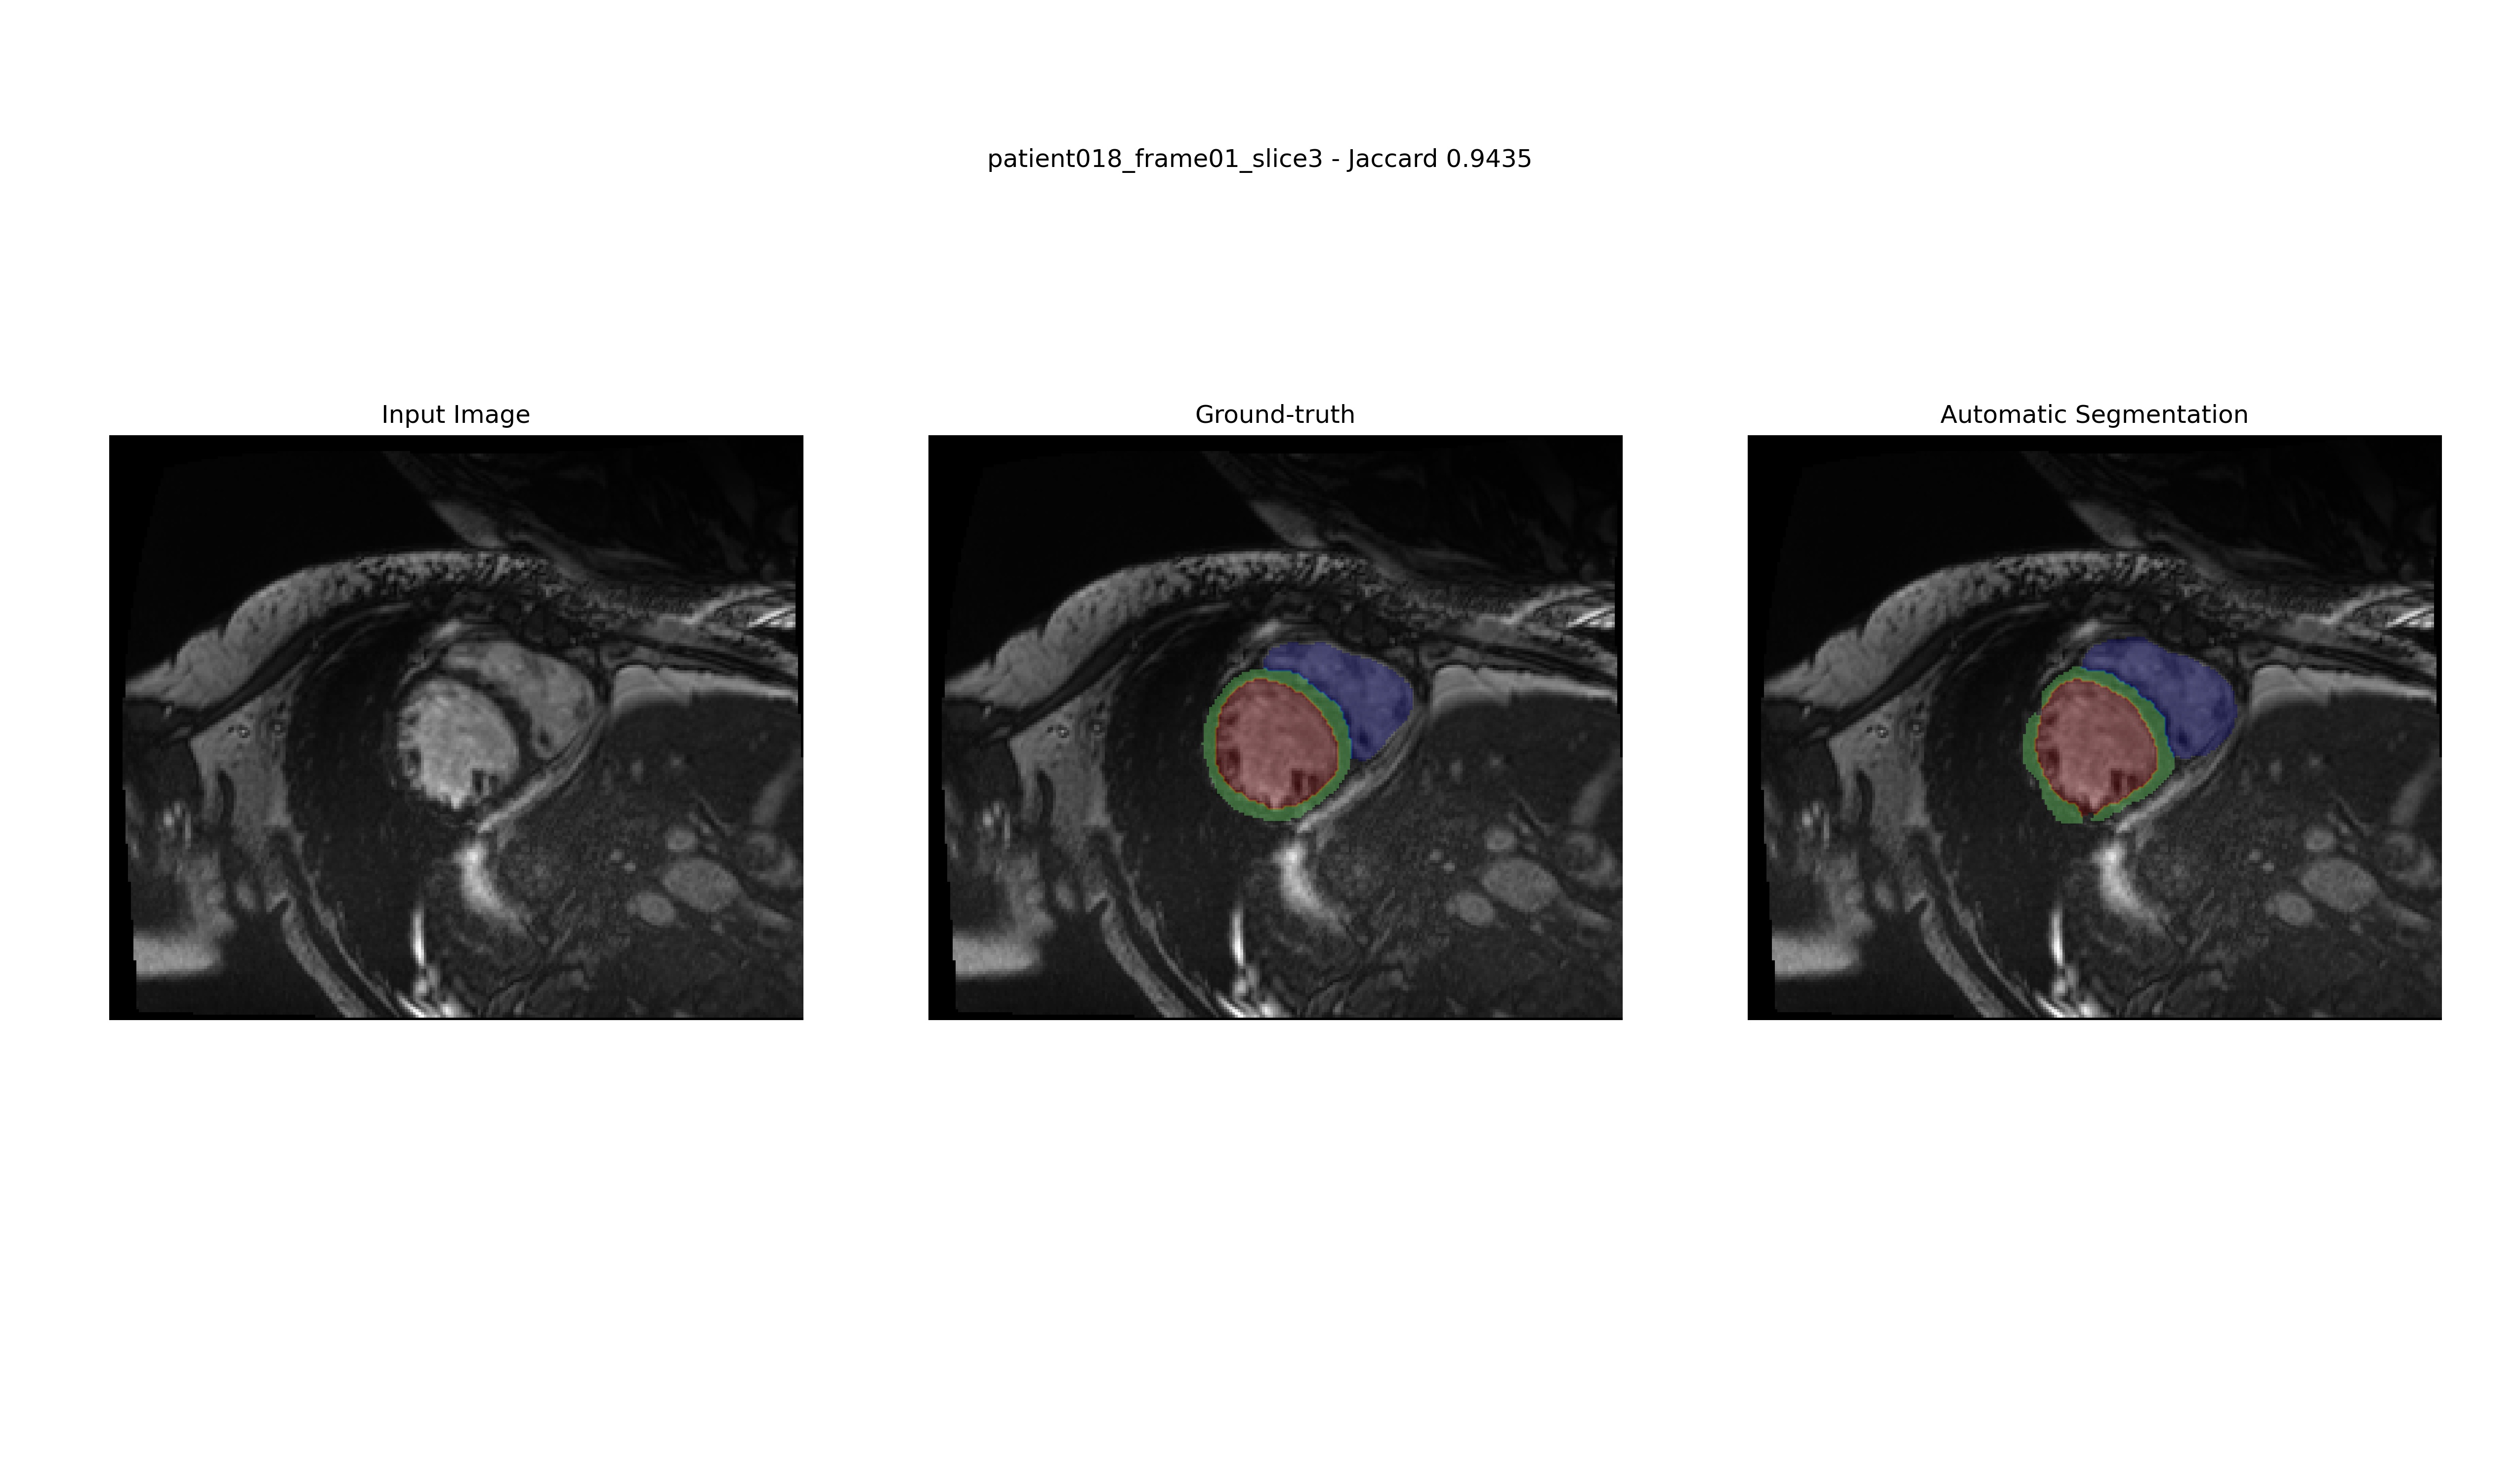 patient018_frame01_slice3 - Jaccard 0.9435
Input Image
Ground-truth
Automatic Segmentation